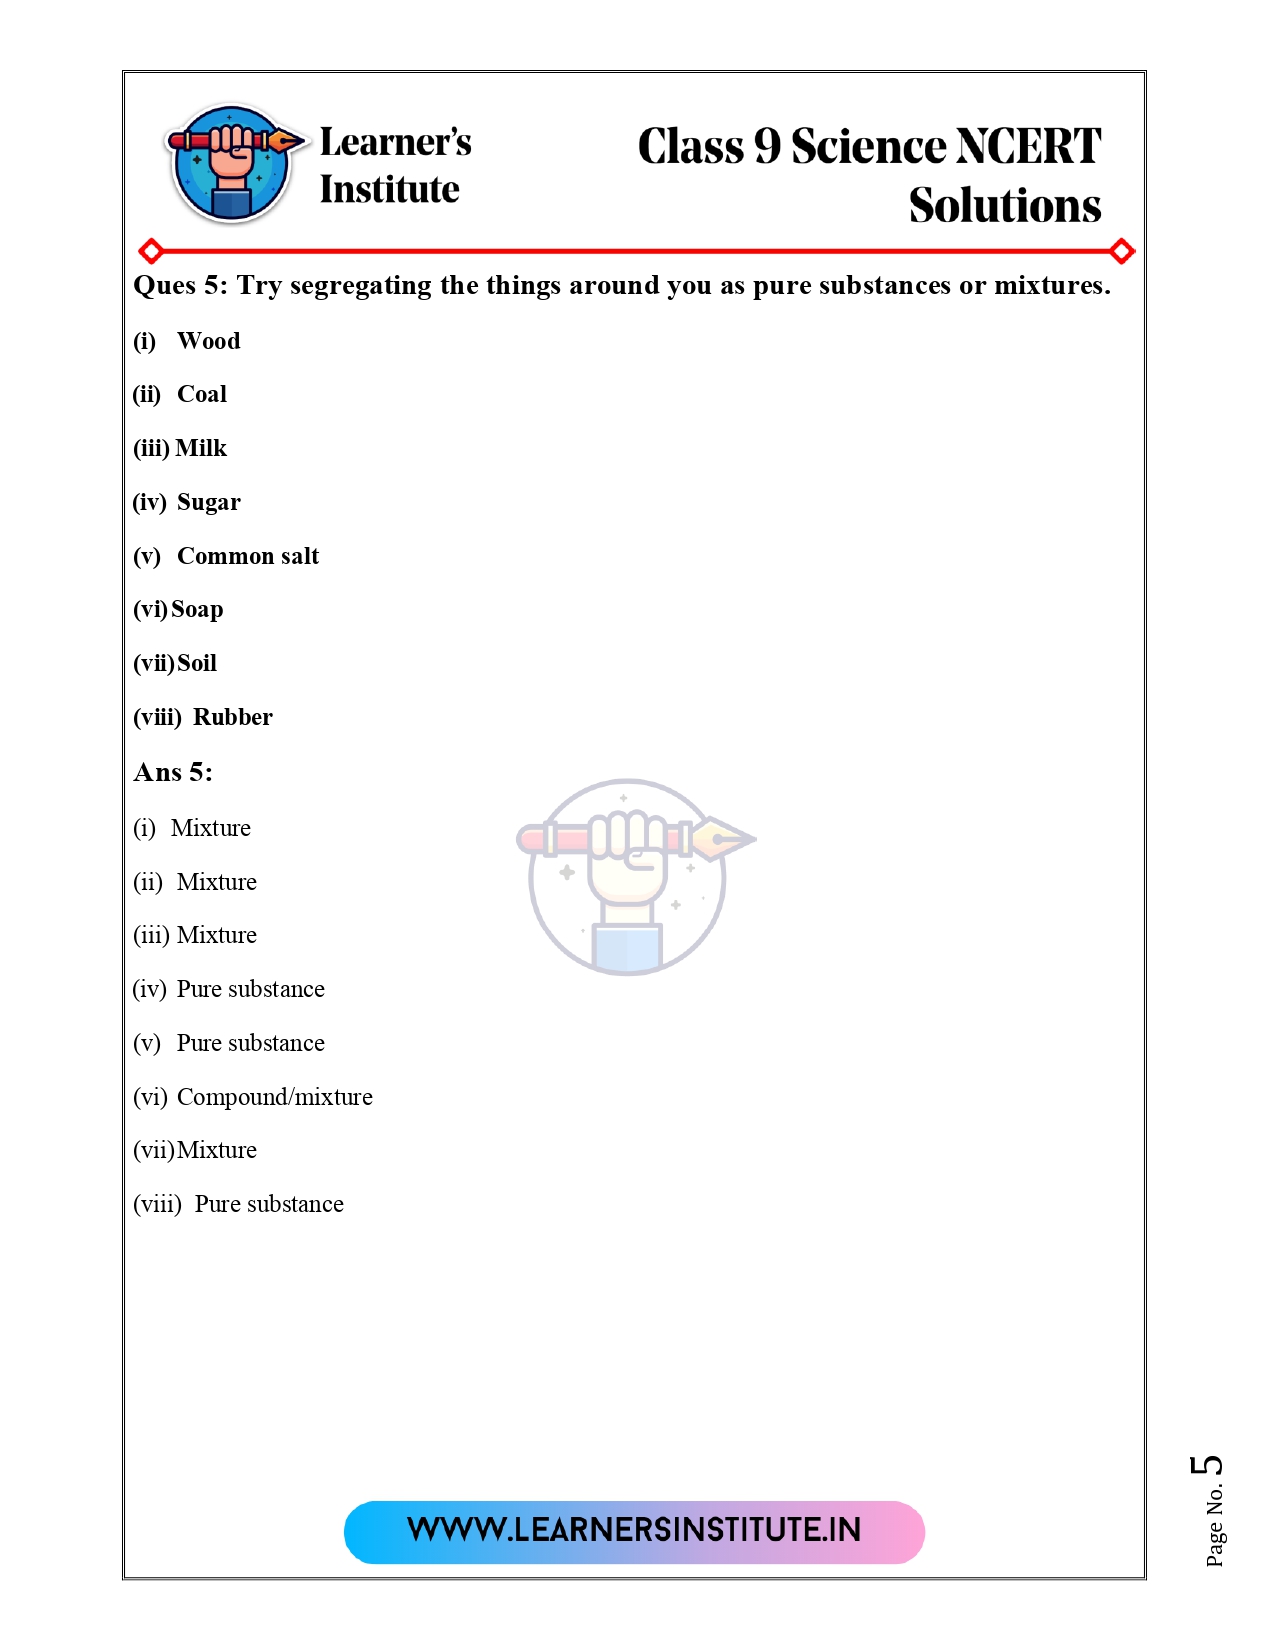 Learner's
Institute
Class 9 Science NCERT
Solutions
Ques 5: Try segregating the things around you as pure substances or mixtures.
(i) Wood
(ii) Coal
(iii) Milk
(iv) Sugar
(v) Common salt
(vi) Soap
(vii) Soil
(viii) Rubber
Ans 5:
(i) Mixture
(ii) Mixture
(iii) Mixture
(iv) Pure substance
(v) Pure substance
(vi) Compound/mixture
(vii) Mixture
(viii) Pure substance
WWW.LEARNERSINSTITUTE.IN
Page No. 5